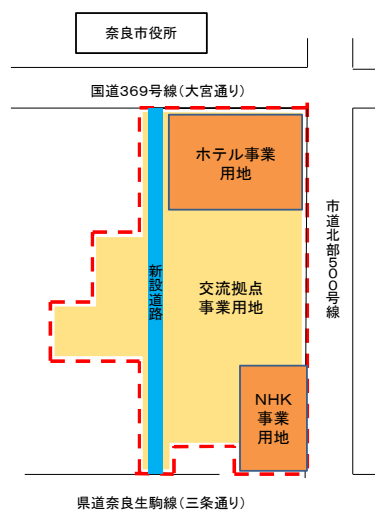 奈良市役所
国道369号線(大宮通り)
ホテル事業
用地
市道北部500号線
新設道路
交流拠点
事業用地
NHK
事業
用地
県道奈良生駒線(三条通り)